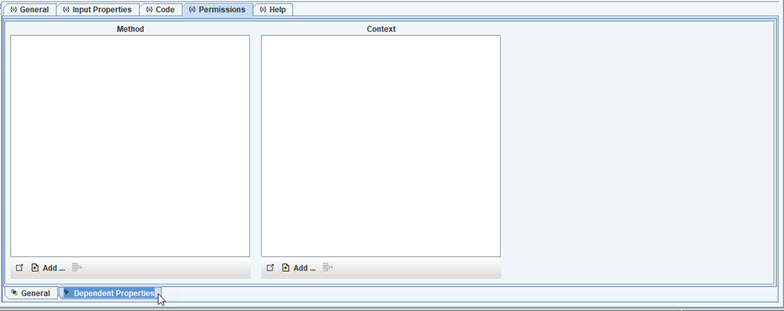 General Input Properties Code Permissions Help
Method Context
Add ... Add ...
General Dependent Properties